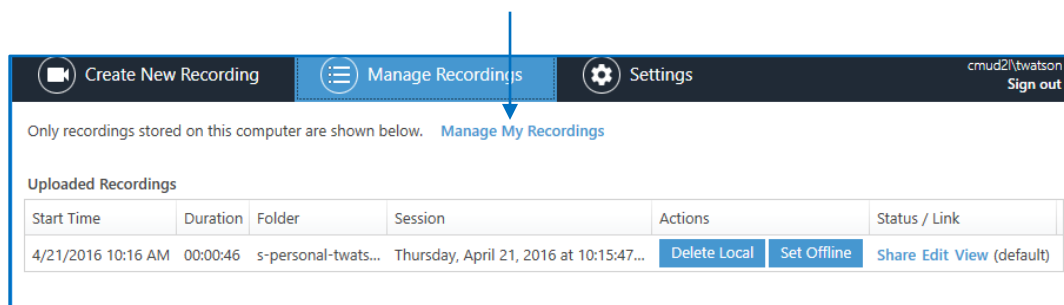 Create New Recording Manage Recordings Settings cmud2l\twatson
Sign out
Only recordings stored on this computer are shown below. Manage My Recordings
Uploaded Recordings
Start Time Duration Folder Session Actions Status / Link
4/21/2016 10:16 AM 00:00:46 s-personal-twats... Thursday, April 21, 2016 at 10:15:47... Delete Local Set Offline Share Edit View (default)